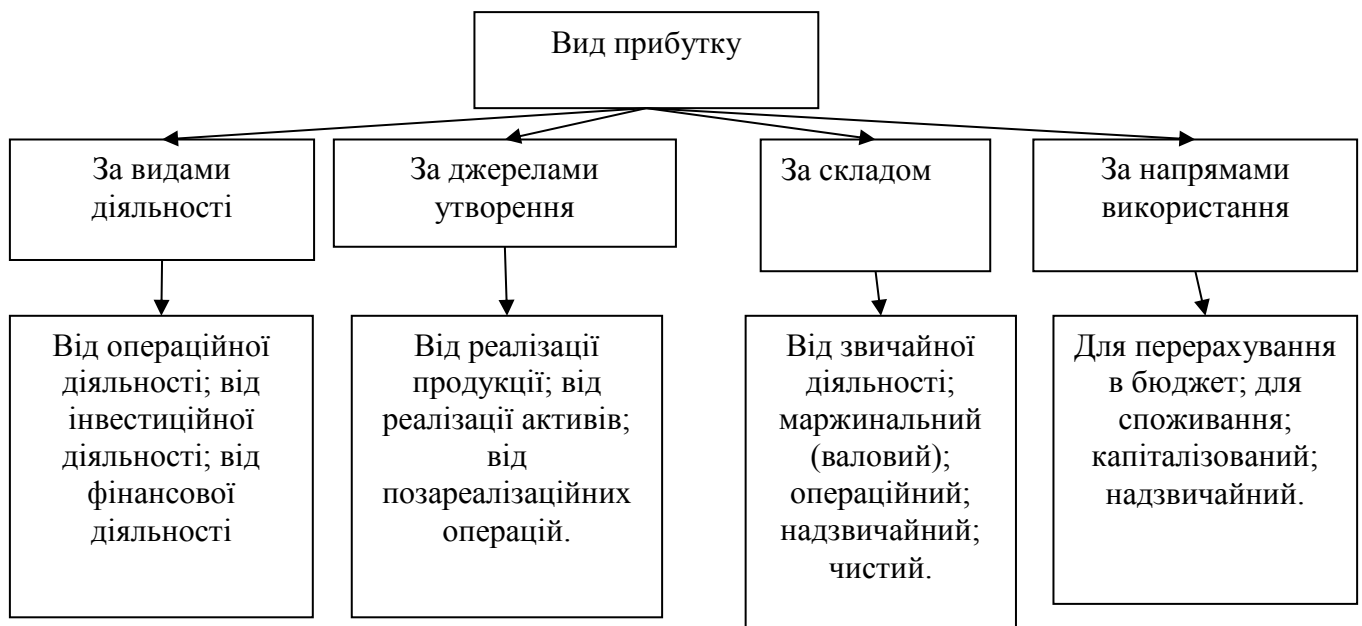 Вид прибутку
За видами
діяльності
За джерелами
утворення
За складом
За напрямами
використання
Від операційної
діяльності; від
інвестиційної
діяльності; від
фінансової
діяльності
Від реалізації
продукції; від
реалізації активів;
від
позареалізаційних
операцій.
Від звичайної
діяльності;
маржинальний
(валовий);
операційний;
надзвичайний;
чистий.
Для перерахування
в бюджет; для
споживання;
капіталізований;
надзвичайний.